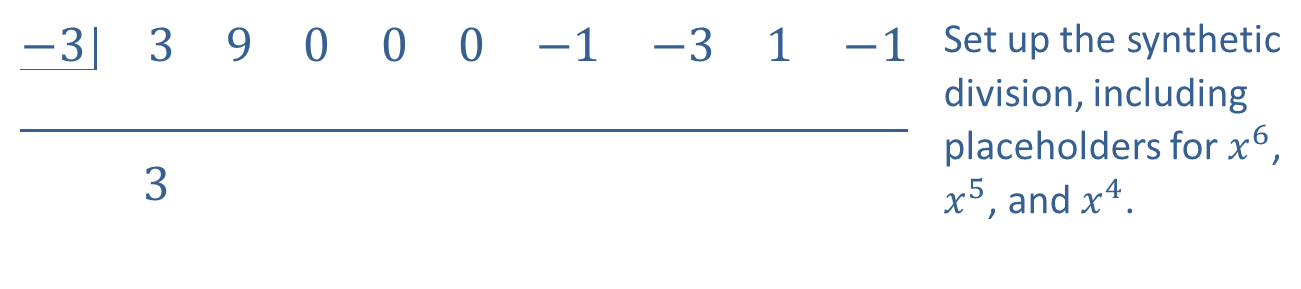 −3| 3 9 0 0 0 −1 −3 1 −1
3
Set up the synthetic
division, including
placeholders for x⁶,
x⁵, and x⁴.